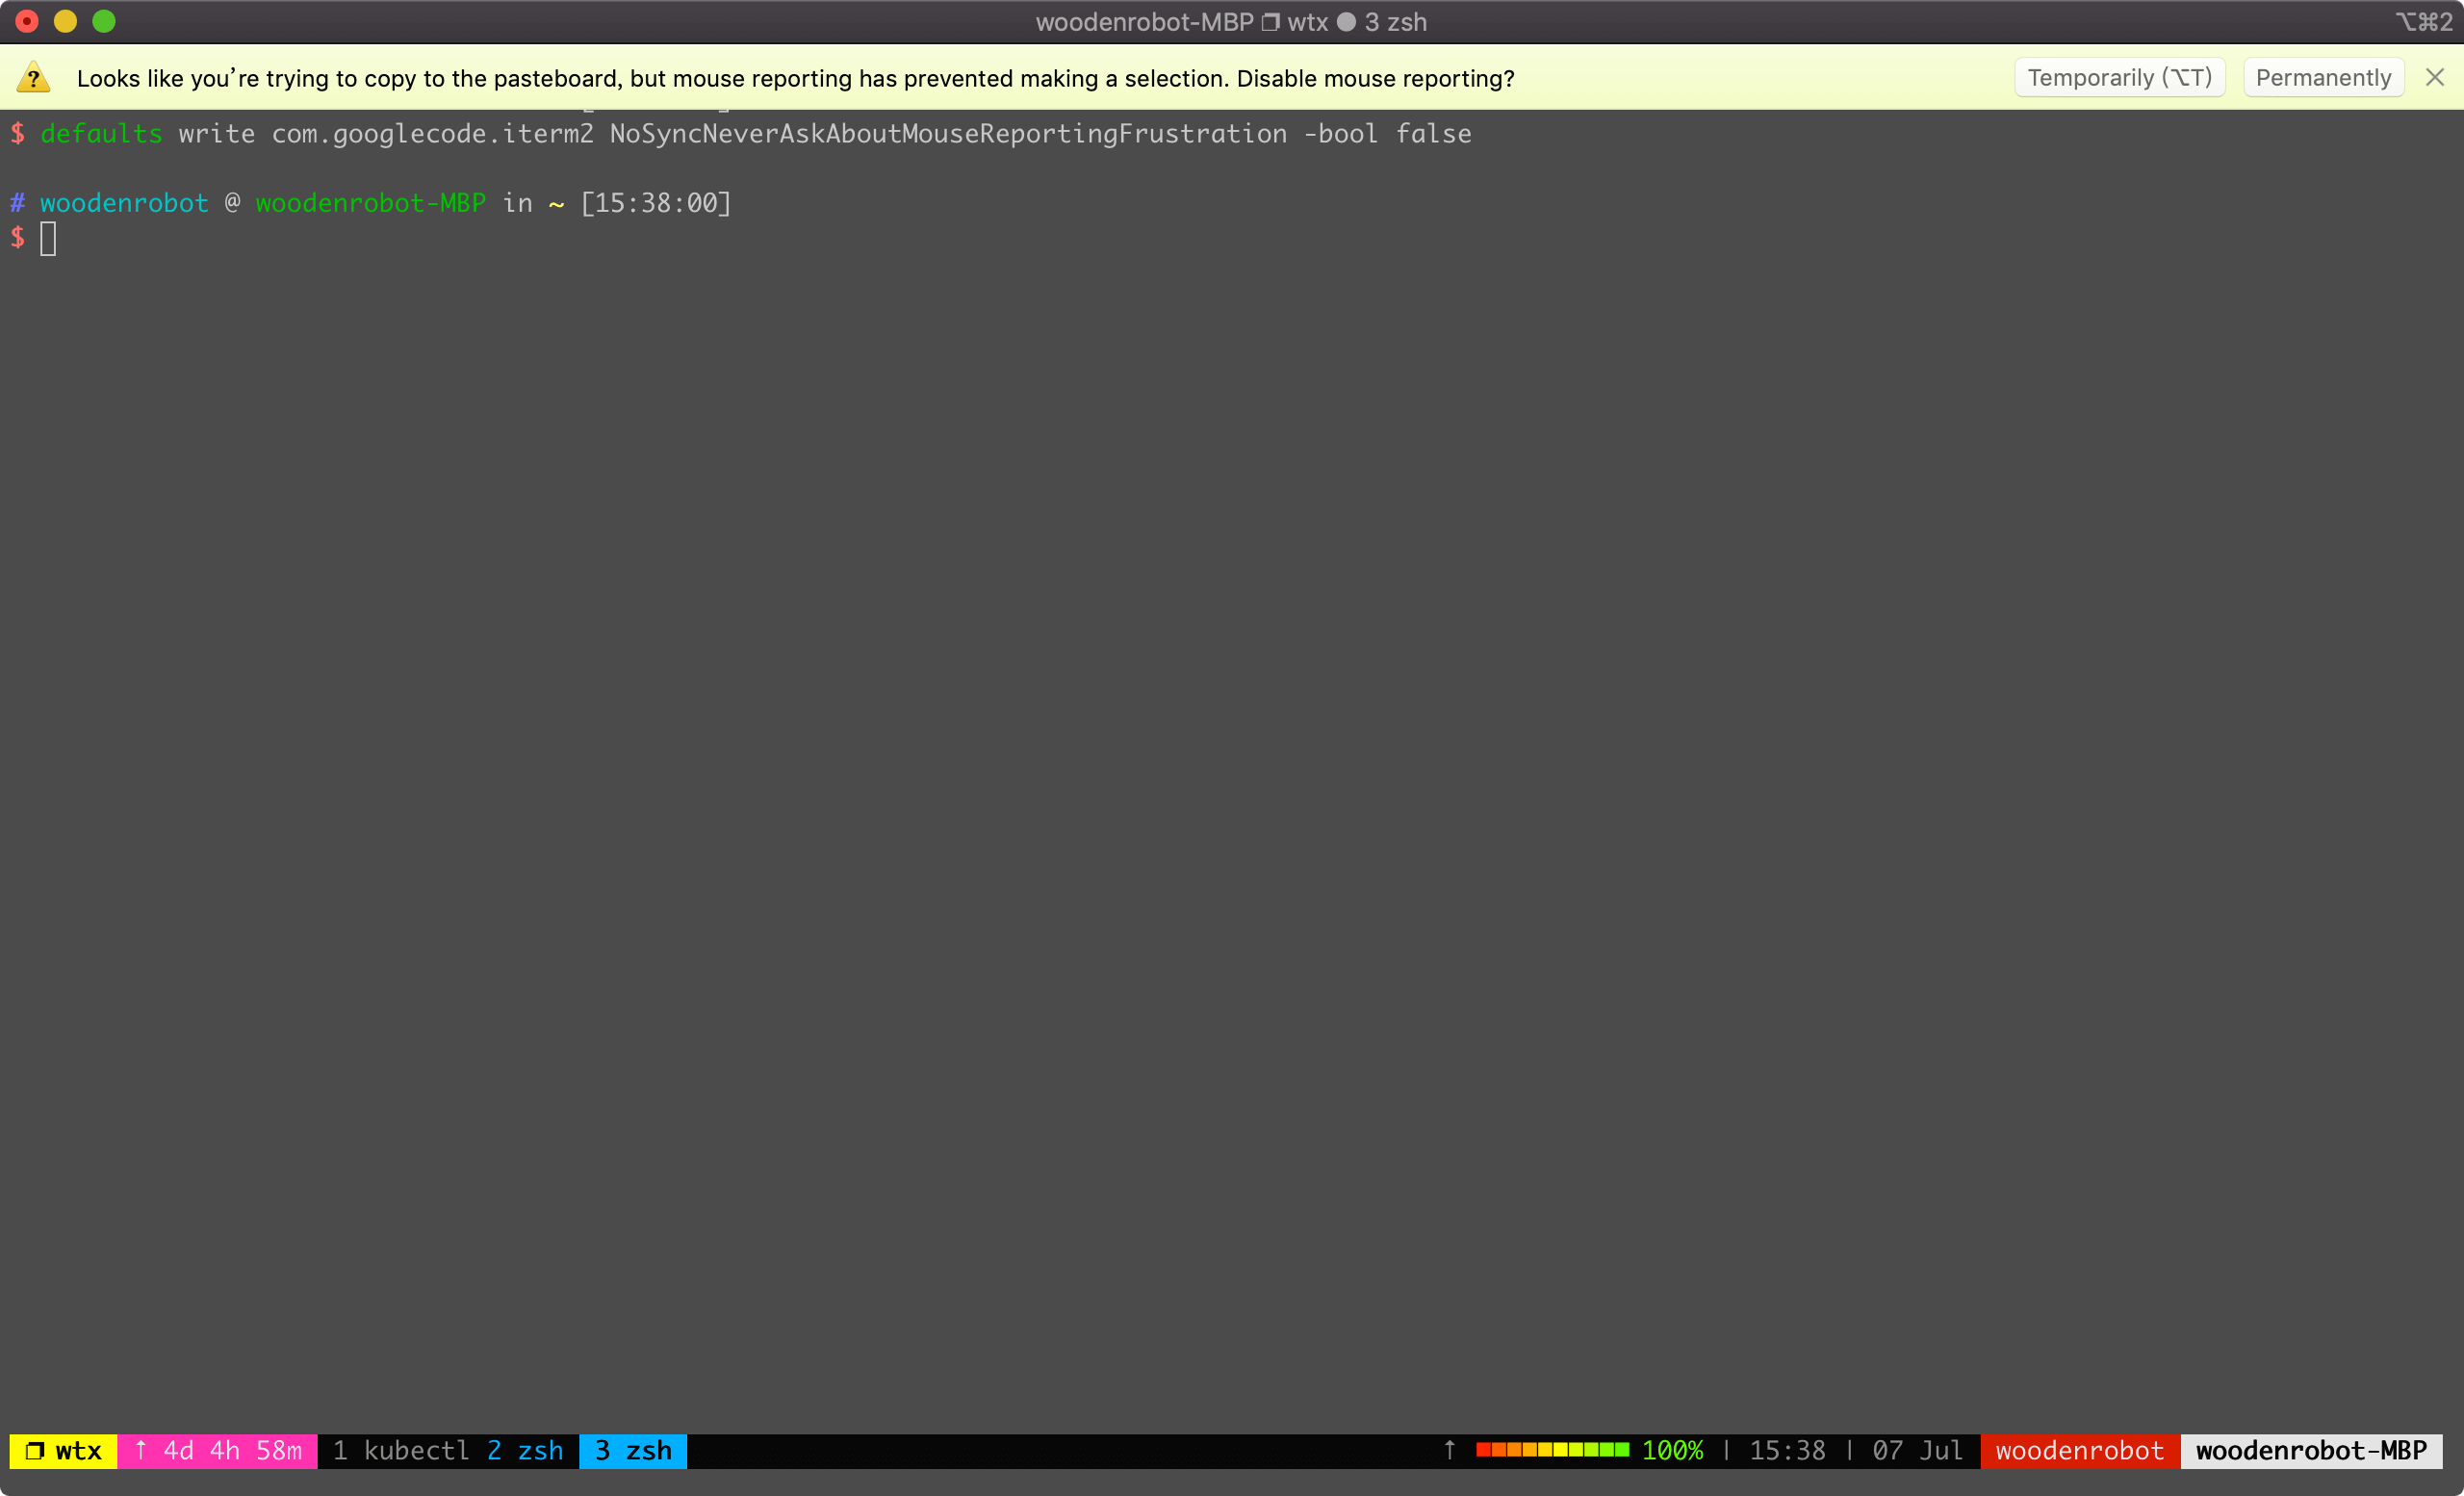 woodenrobot-MBP ❐ wtx ● 3 zsh
⌥⌘2
Looks like you’re trying to copy to the pasteboard, but mouse reporting has prevented making a selection. Disable mouse reporting?
Temporarily (⌥T)
Permanently
$ defaults write com.googlecode.iterm2 NoSyncNeverAskAboutMouseReportingFrustration -bool false
# woodenrobot @ woodenrobot-MBP in ~ [15:38:00]
$
❐ wtx ↑ 4d 4h 58m 1 kubectl 2 zsh 3 zsh ↑ 100% | 15:38 | 07 Jul woodenrobot woodenrobot-MBP